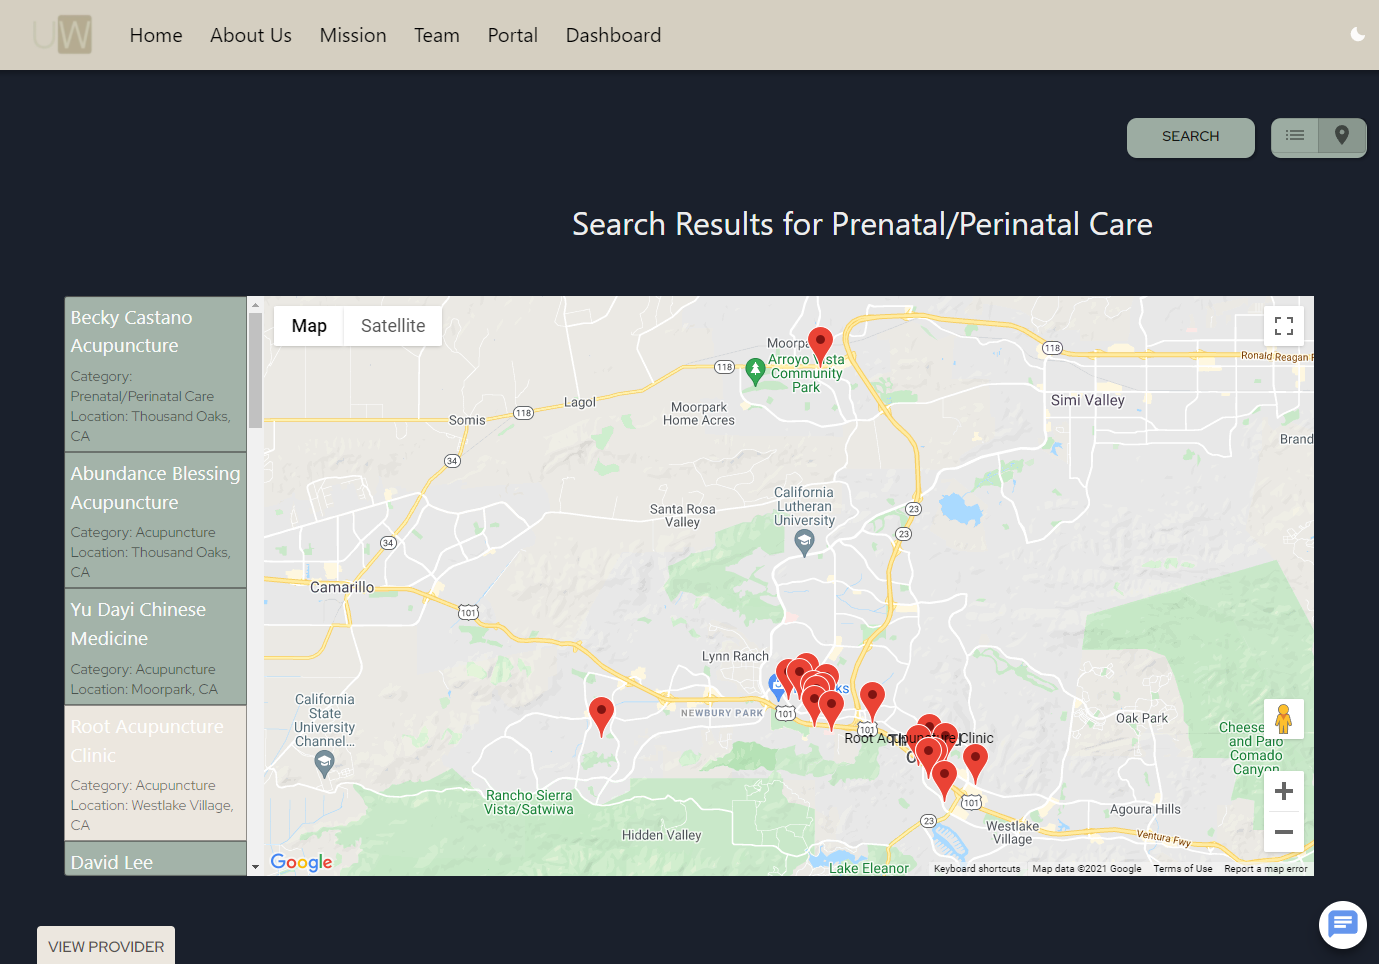 UW
Home
About Us
Mission
Team
Portal
Dashboard
SEARCH
Search Results for Prenatal/Perinatal Care
Becky Castano
Acupuncture
Category:
Prenatal/Perinatal Care
Location: Thousand Oaks,
CA
Abundance Blessing
Acupuncture
Category: Acupuncture
Location: Thousand Oaks,
CA
Yu Dayi Chinese
Medicine
Category: Acupuncture
Location: Moorpark, CA
Root Acupuncture
Clinic
Category: Acupuncture
Location: Westlake Village,
CA
David Lee
Map
Satellite
118
Ronald Reagan F
Arroyo Vista
Community
Park
118
Simi Valley
Lagol
Moorpark
Home Acres
Somis
118
Brand
34
California
Lutheran
University
Santa Rosa
Valley
23
23
34
Camarillo
101
Lynn Ranch
California
State
University
Channel...
NEWBURY PARK
101
101
Oak Park
Root Acupuncture Clinic
Cheese
and Palo
Comado
Canyon
Rancho Sierra
Vista/Satwiwa
101
Agoura Hills
23
Westlake
Village
Hidden Valley
Ventura Fwy
Google
Lake Eleanor
Keyboard shortcuts
Map data ©2021 Google
Terms of Use
Report a map error
VIEW PROVIDER